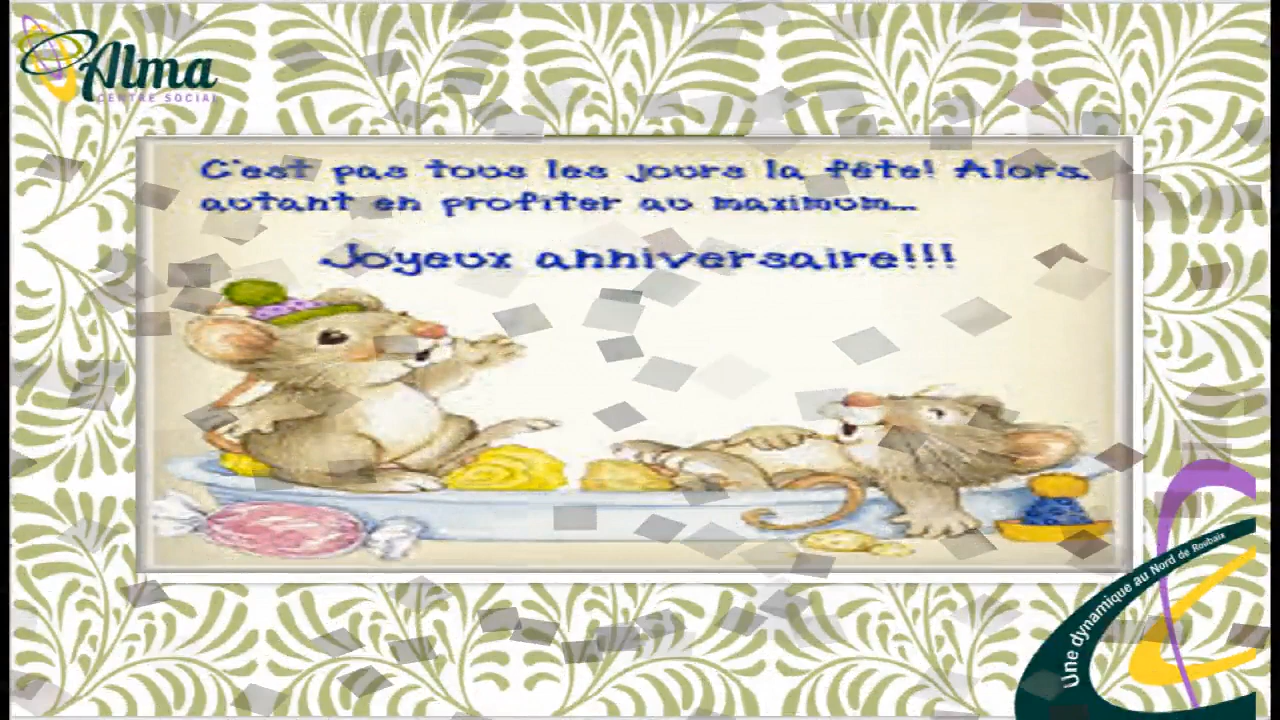 Alma
CENTRE SOCIAL
C'est pas tous les jours la fête! Alors,
autant en profiter au maximum...
Joyeux anniversaire!!!
Une dynamique au Nord de Roubaix